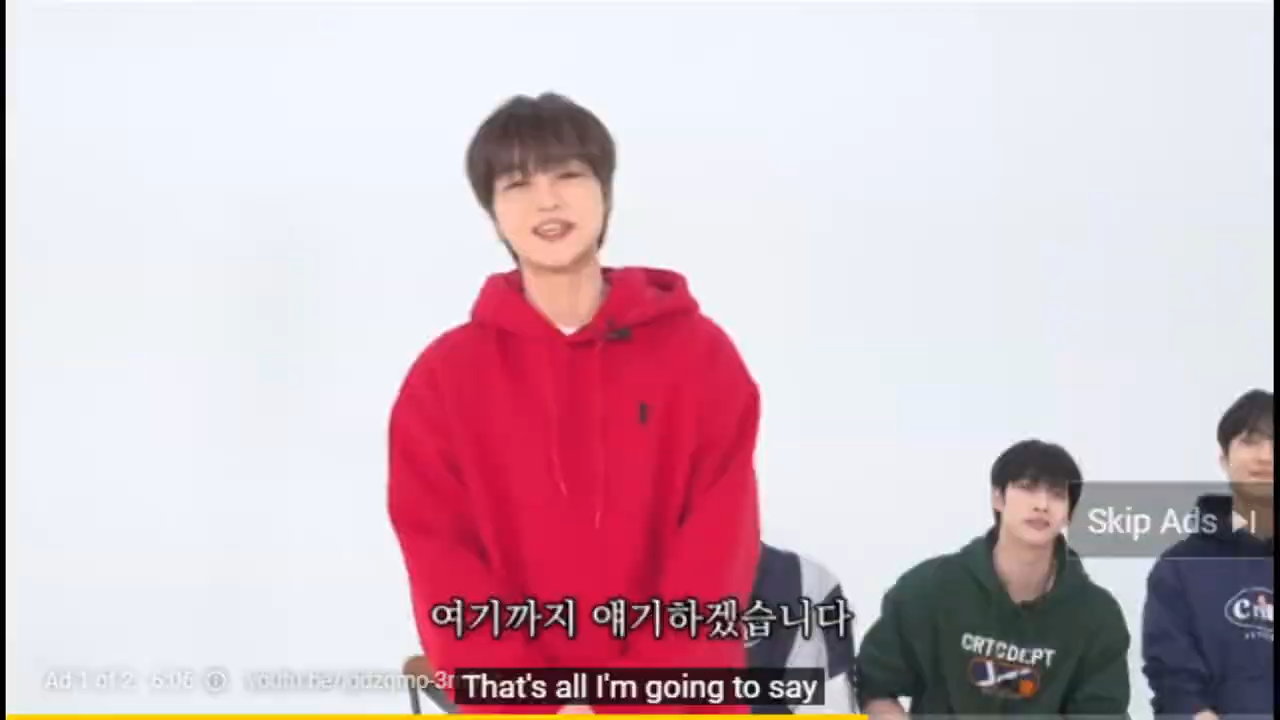 Skip Ads
여기까지 얘기하겠습니다
CRTCDEPT
Ad 1 of 2 · 6:06
That's all I'm going to say